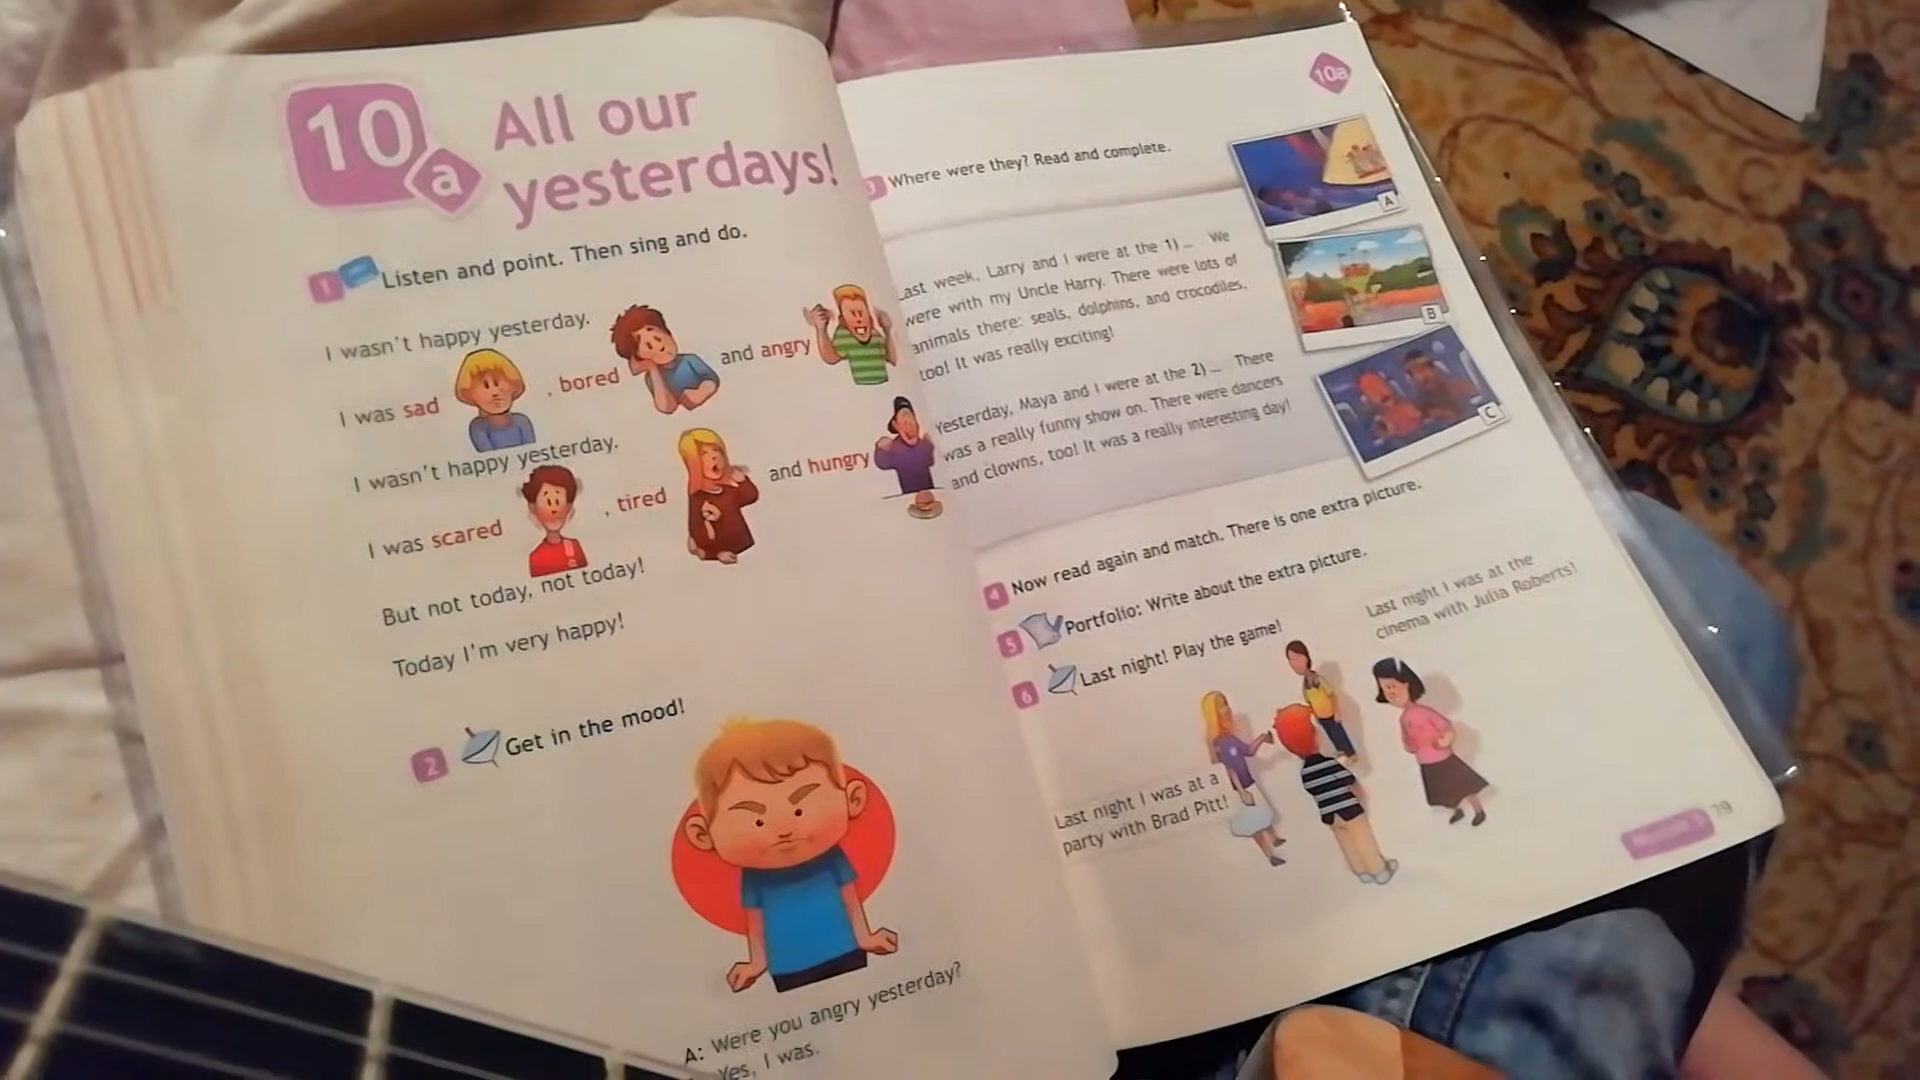 10 a
All our
yesterdays!
1 Listen and point. Then sing and do.
I wasn't happy yesterday.
I was sad , bored and angry
I wasn't happy yesterday.
I was scared , tired and hungry
But not today, not today!
Today I'm very happy!
2 Get in the mood!
A: Were you angry yesterday?
Yes, I was.
10a
3 Where were they? Read and complete.
Last week, Larry and I were at the 1) … We
were with my Uncle Harry. There were lots of
animals there: seals, dolphins, and crocodiles,
too! It was really exciting!
Yesterday, Maya and I were at the 2) … There
was a really funny show on. There were dancers
and clowns, too! It was a really interesting day!
A
B
C
4 Now read again and match. There is one extra picture.
5 Portfolio: Write about the extra picture.
6 Last night! Play the game!
Last night I was at the
cinema with Julia Roberts!
Last night I was at a
party with Brad Pitt!
79